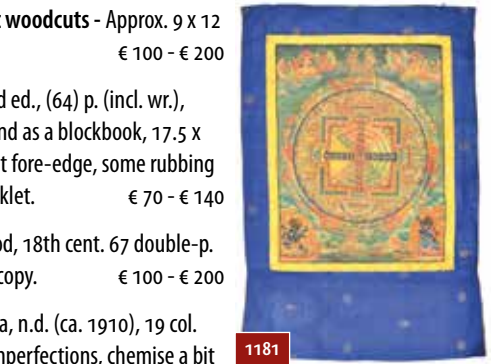 woodcuts - Approx. 9 x 12
€ 100 - € 200
d ed., (64) p. (incl. wr.),
nd as a blockbook, 17.5 x
t fore-edge, some rubbing
klet. € 70 - € 140
od, 18th cent. 67 double-p.
copy. € 100 - € 200
a, n.d. (ca. 1910), 19 col.
nperfections, chemise a bit
1181